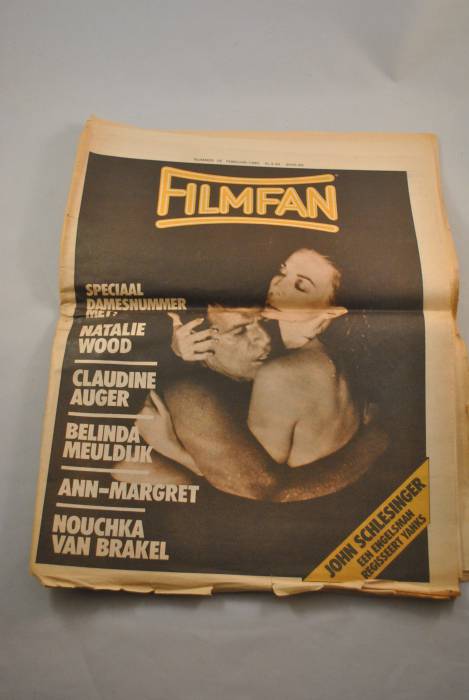 FILMFAN
SPECIAAL
DAMESNUMMER
MET:
NATALIE
WOOD
CLAUDINE
AUGER
BELINDA
MEULDIJK
ANN-MARGRET
NOUCHKA
VAN BRAKEL
JOHN SCHLESINGER
EEN ENGELSMAN
REGISSEERT YANKS